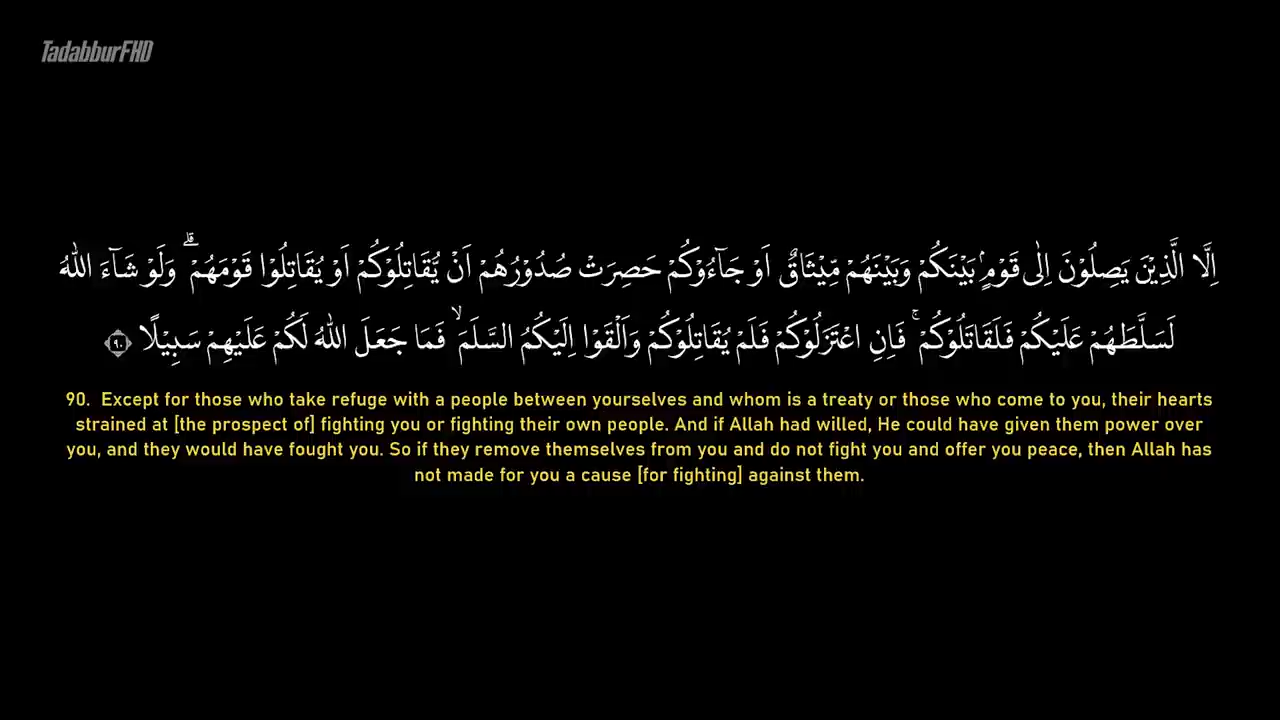 TadabburFHD
اِلَّا الَّذِيْنَ يَصِلُوْنَ اِلٰى قَوْمٍۢ بَيْنَكُمْ وَبَيْنَهُمْ مِّيْثَاقٌ اَوْ جَاۤءُوْكُمْ حَصِرَتْ صُدُوْرُهُمْ اَنْ يُّقَاتِلُوْكُمْ اَوْ يُقَاتِلُوْا قَوْمَهُمْ ۗ وَلَوْ شَاۤءَ اللّٰهُ
لَسَلَّطَهُمْ عَلَيْكُمْ فَلَقَاتَلُوْكُمْ ۚ فَاِنِ اعْتَزَلُوْكُمْ فَلَمْ يُقَاتِلُوْكُمْ وَاَلْقَوْا اِلَيْكُمُ السَّلَمَ ۙ فَمَا جَعَلَ اللّٰهُ لَكُمْ عَلَيْهِمْ سَبِيْلًا ٩٠
90. Except for those who take refuge with a people between yourselves and whom is a treaty or those who come to you, their hearts
strained at [the prospect of] fighting you or fighting their own people. And if Allah had willed, He could have given them power over
you, and they would have fought you. So if they remove themselves from you and do not fight you and offer you peace, then Allah has
not made for you a cause [for fighting] against them.